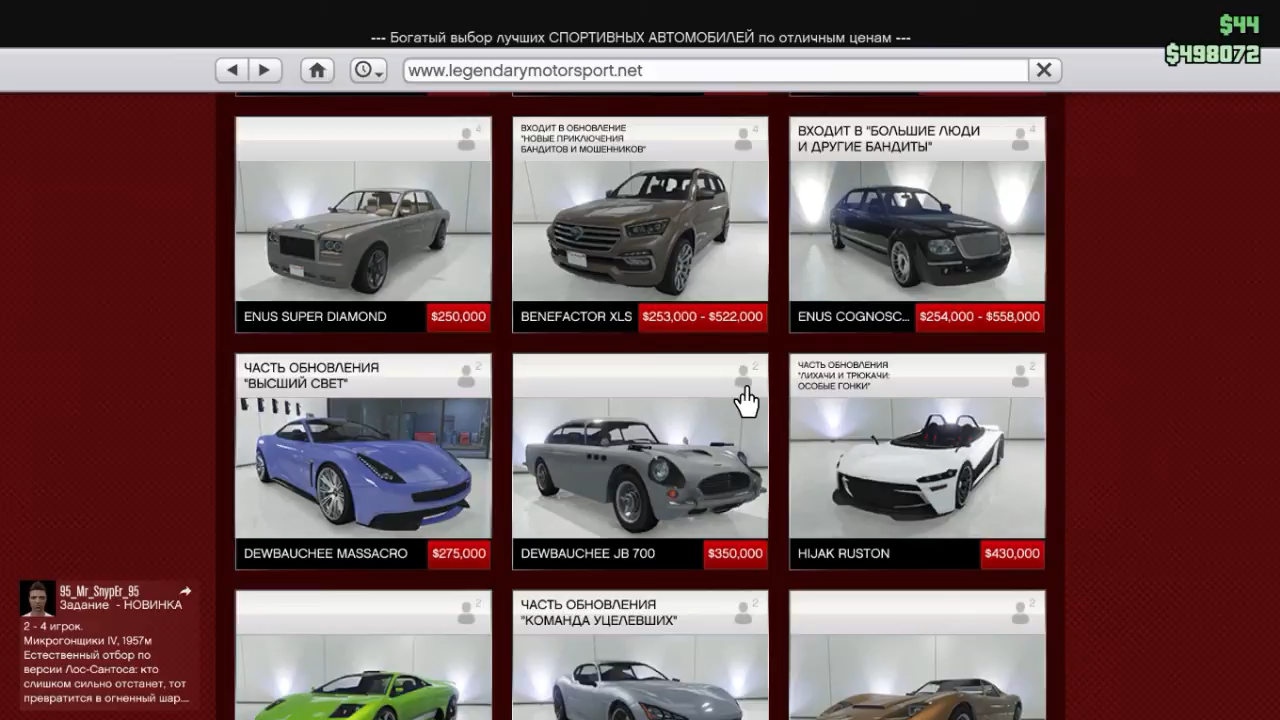 $44
--- Богатый выбор лучших СПОРТИВНЫХ АВТОМОБИЛЕЙ по отличным ценам ---
$498072
www.legendarymotorsport.net
4
ВХОДИТ В ОБНОВЛЕНИЕ
"НОВЫЕ ПРИКЛЮЧЕНИЯ
БАНДИТОВ И МОШЕННИКОВ"
4
ВХОДИТ В "БОЛЬШИЕ ЛЮДИ
И ДРУГИЕ БАНДИТЫ"
4
ENUS SUPER DIAMOND
$250,000
BENEFACTOR XLS
$253,000 - $522,000
ENUS COGNOSC...
$254,000 - $558,000
ЧАСТЬ ОБНОВЛЕНИЯ
"ВЫСШИЙ СВЕТ"
2
2
ЧАСТЬ ОБНОВЛЕНИЯ
"ЛИХАЧИ И ТРЮКАЧИ:
ОСОБЫЕ ГОНКИ"
2
DEWBAUCHEE MASSACRO
$275,000
DEWBAUCHEE JB 700
$350,000
HIJAK RUSTON
$430,000
2
ЧАСТЬ ОБНОВЛЕНИЯ
"КОМАНДА УЦЕЛЕВШИХ"
2
2
95_Mr_SnypEr_95
Задание - НОВИНКА
2 - 4 игрок.
Микрогонщики IV, 1957м
Естественный отбор по
версии Лос-Сантоса: кто
слишком сильно отстанет, тот
превратится в огненный шар...